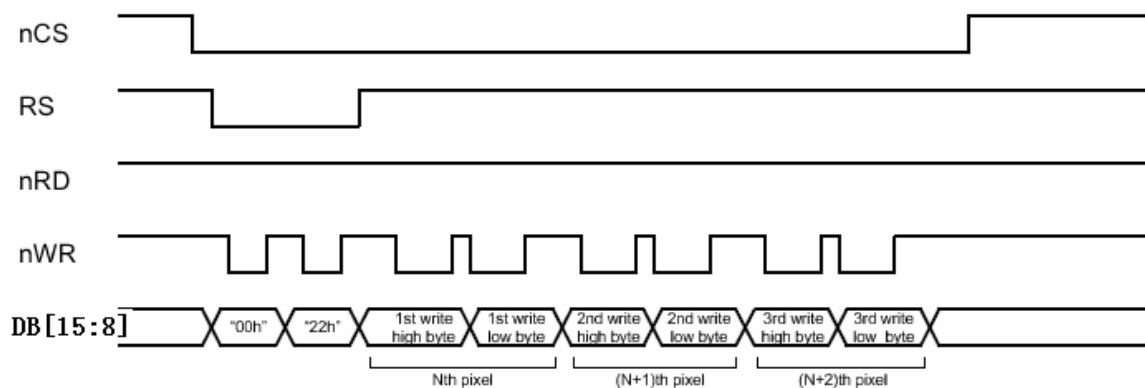 nCS
RS
nRD
nWR
DB[15:8]
"00h"
"22h"
1st write
high byte
1st write
low byte
2nd write
high byte
2nd write
low byte
3rd write
high byte
3rd write
low byte
Nth pixel
(N+1)th pixel
(N+2)th pixel